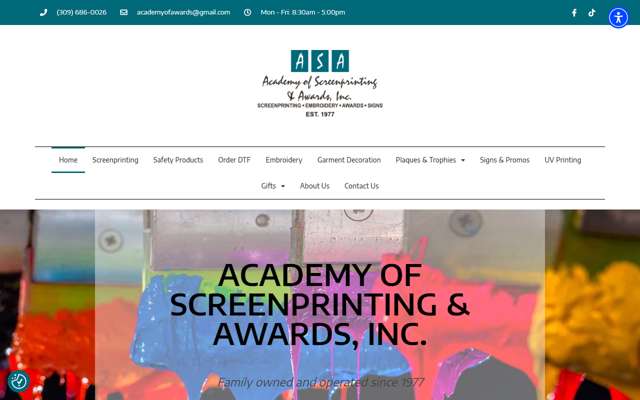 (309) 686-0026
academyofawards@gmail.com
Mon - Fri: 8:30am - 5:00pm
ASA
Academy of Screenprinting
& Awards, Inc.
SCREENPRINTING • EMBROIDERY • AWARDS • SIGNS
EST. 1977
Home
Screenprinting
Safety Products
Order DTF
Embroidery
Garment Decoration
Plaques & Trophies
Signs & Promos
UV Printing
Gifts
About Us
Contact Us
ACADEMY OF
SCREENPRINTING &
AWARDS, INC.
Family owned and operated since 1977